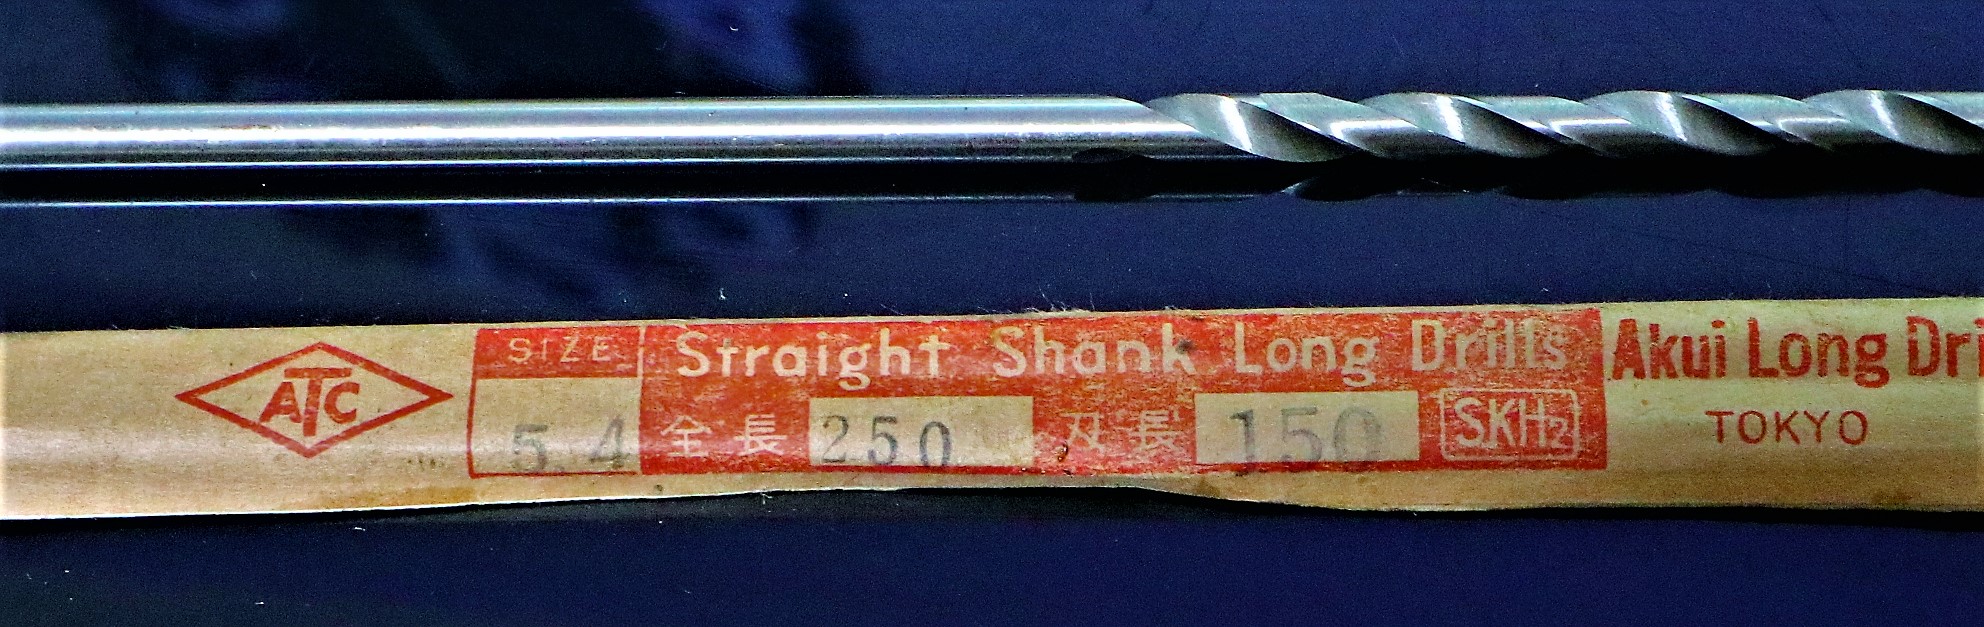 ATC
SIZE
5.4
Straight Shank Long Drills
全長 250 刃長 150 SKH2
Akui Long Dri
TOKYO